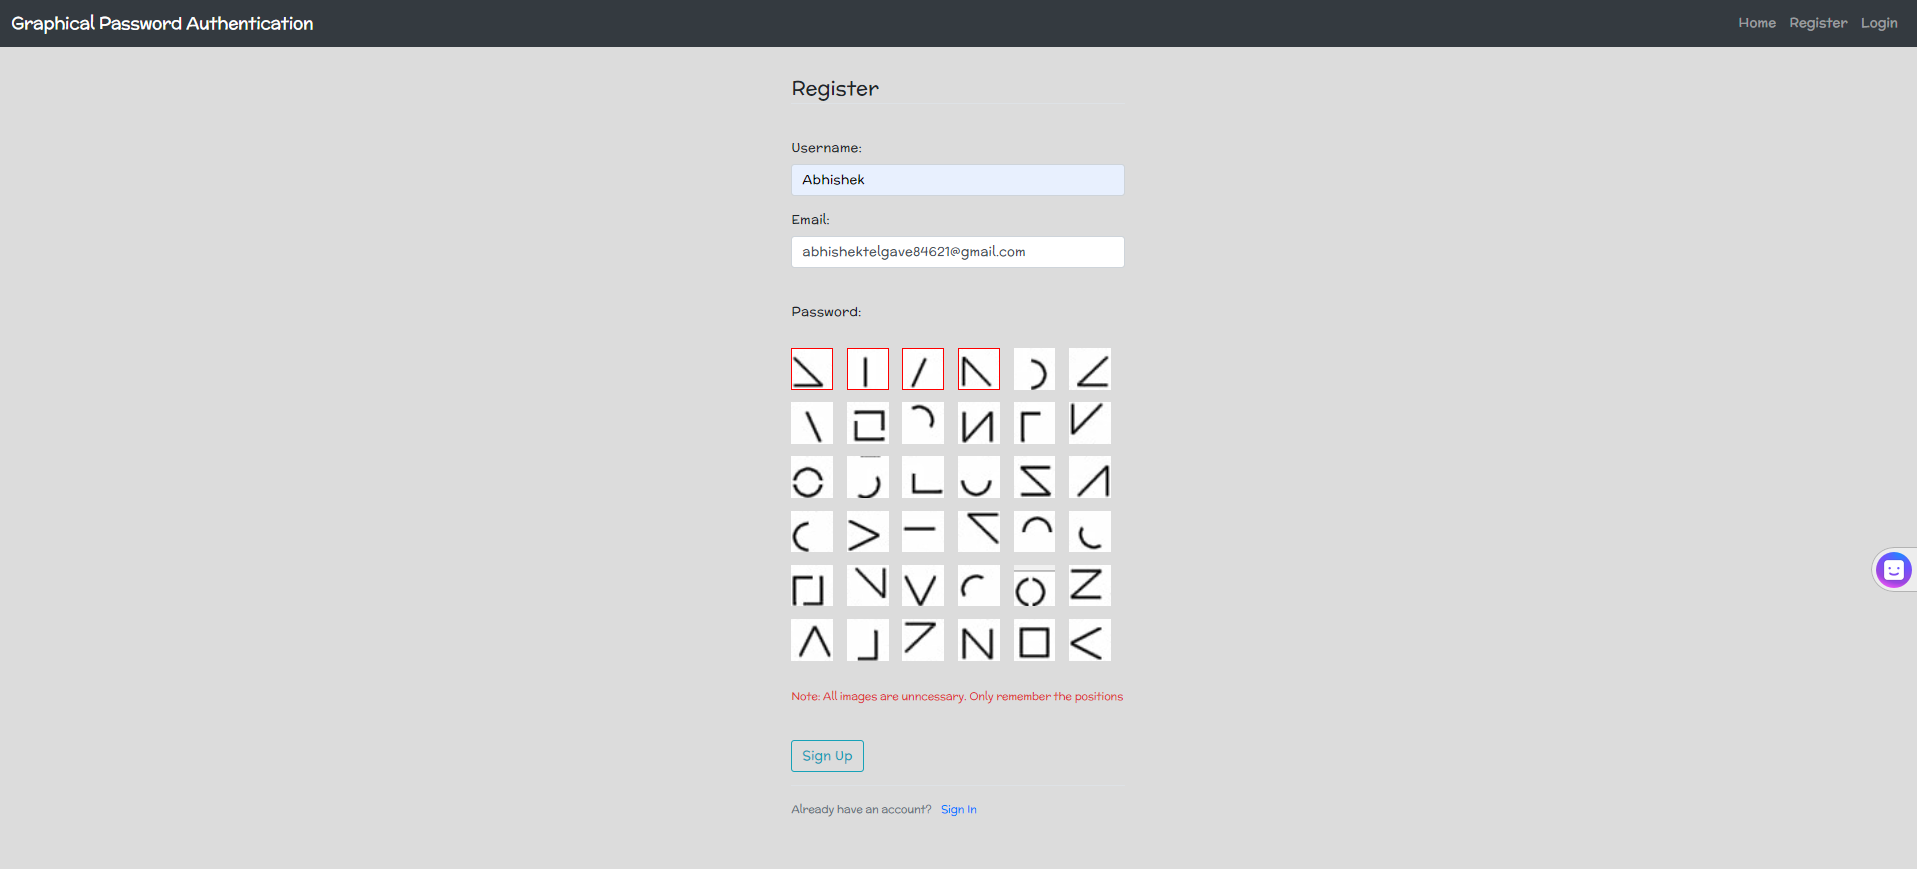 Graphical Password Authentication
Home Register Login
Register
Username:
Abhishek
Email:
abhishektelgave84621@gmail.com
Password:
Note: All images are unncessary. Only remember the positions
Sign Up
Already have an account? Sign In